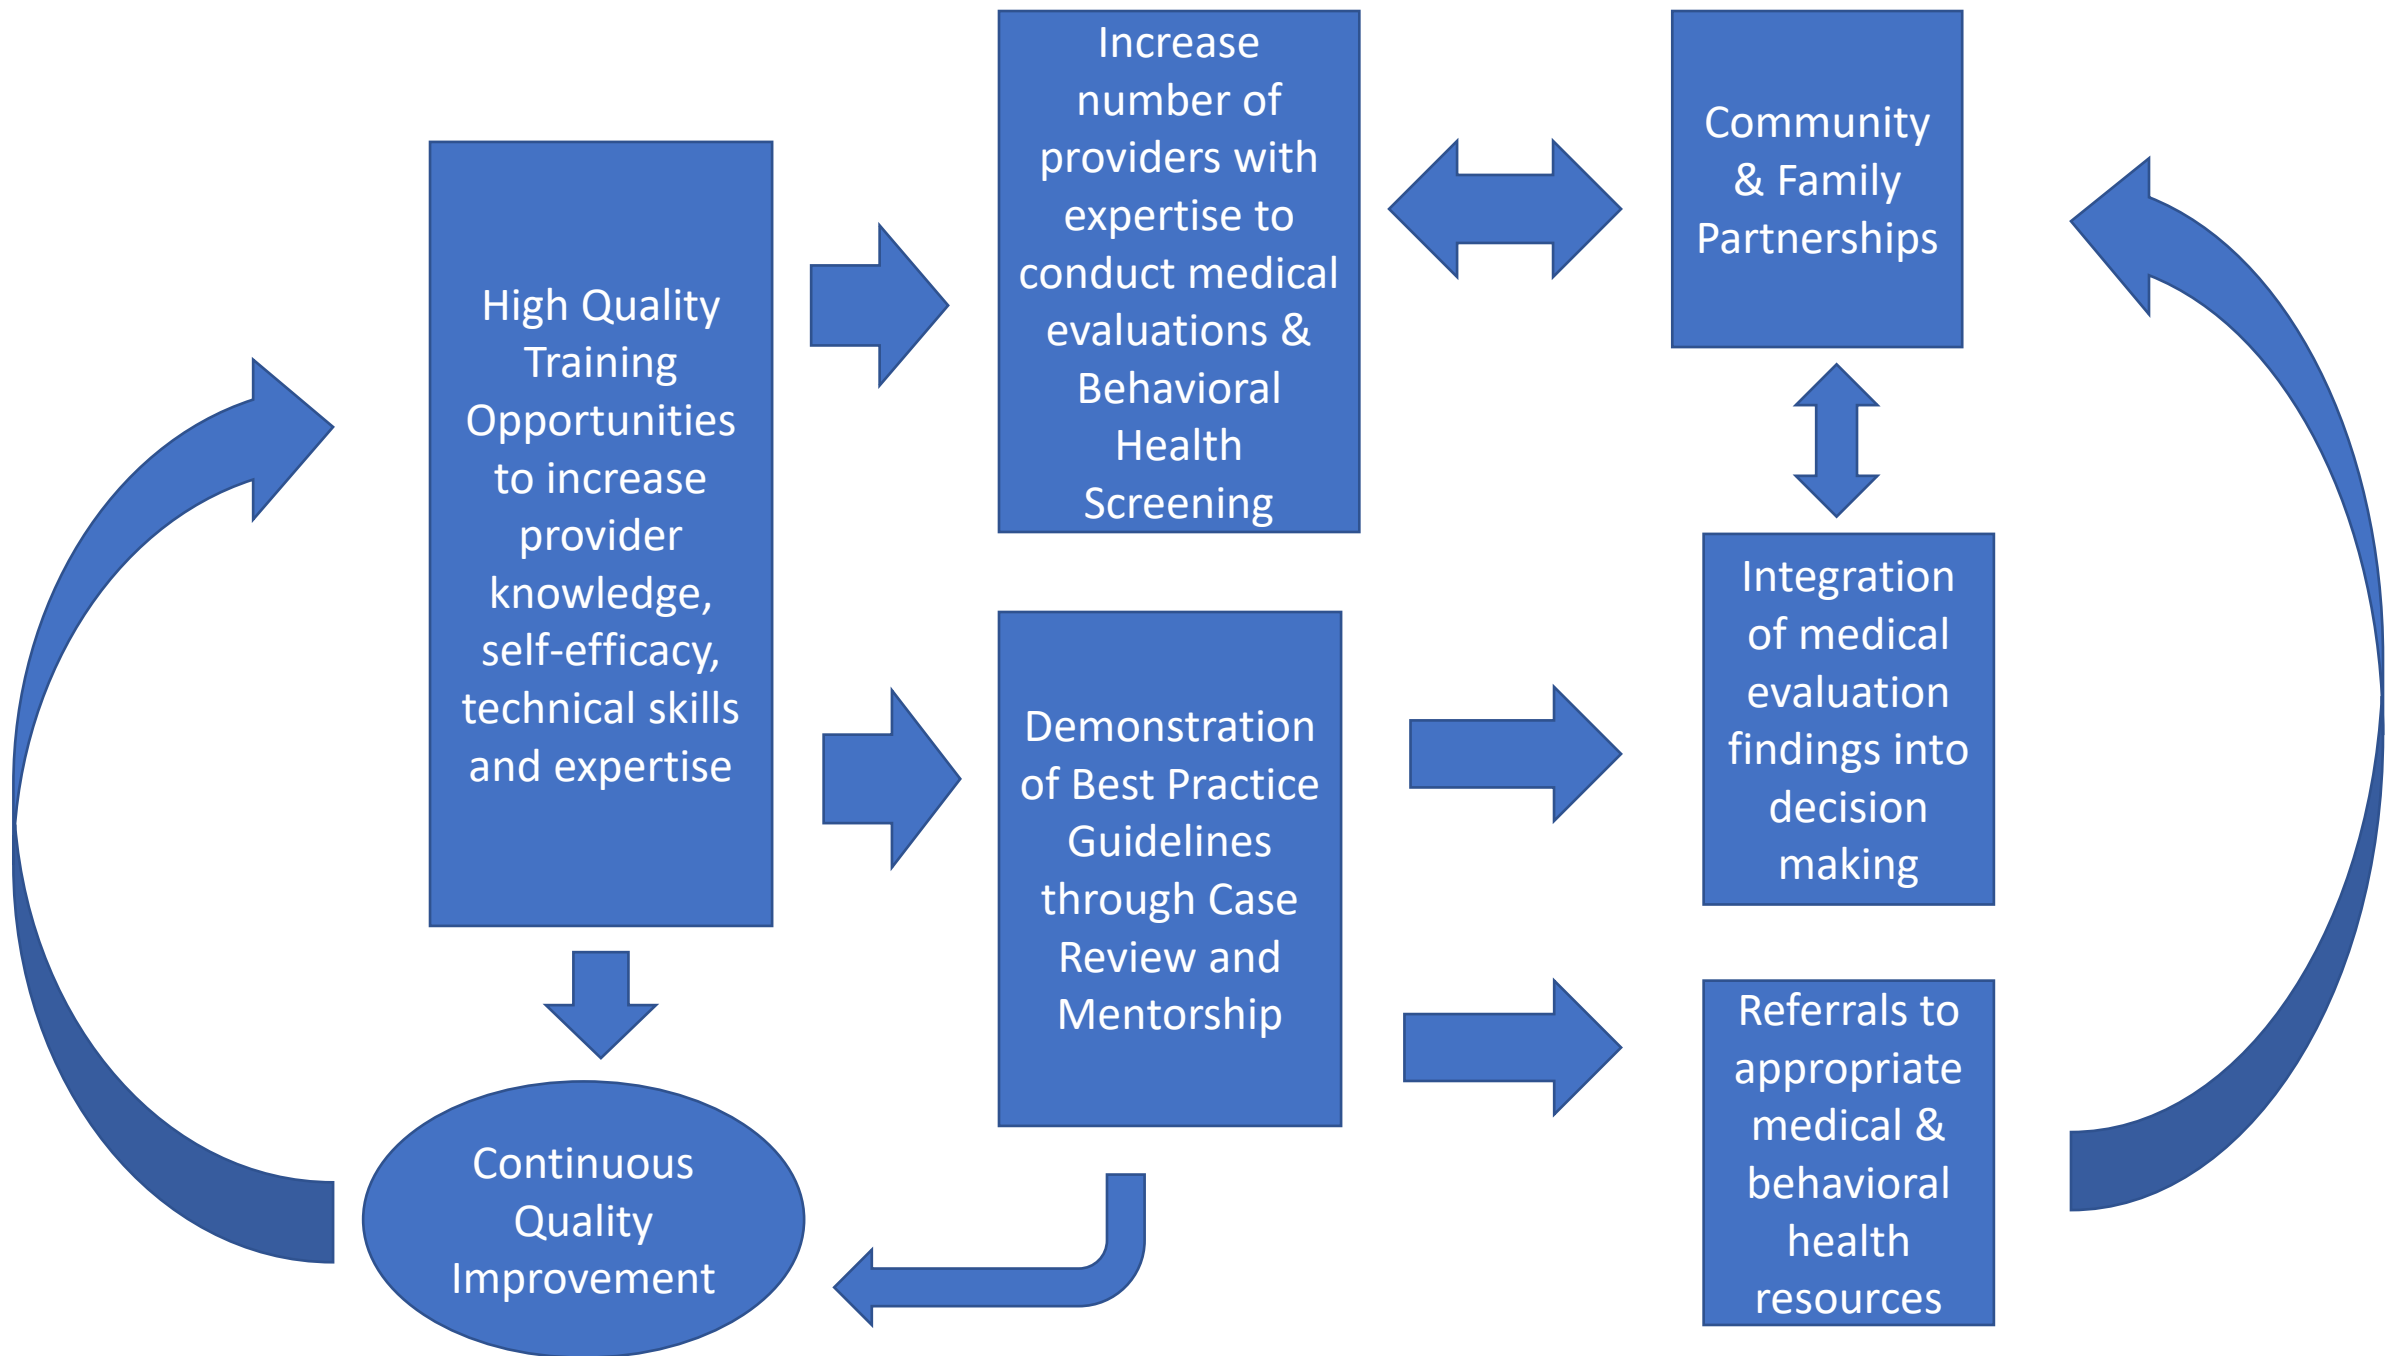 High Quality
Training
Opportunities
to increase
provider
knowledge,
self-efficacy,
technical skills
and expertise
Continuous
Quality
Improvement
Increase
number of
providers with
expertise to
conduct medical
evaluations &
Behavioral
Health
Screening
Demonstration
of Best Practice
Guidelines
through Case
Review and
Mentorship
Community
& Family
Partnerships
Integration
of medical
evaluation
findings into
decision
making
Referrals to
appropriate
medical &
behavioral
health
resources